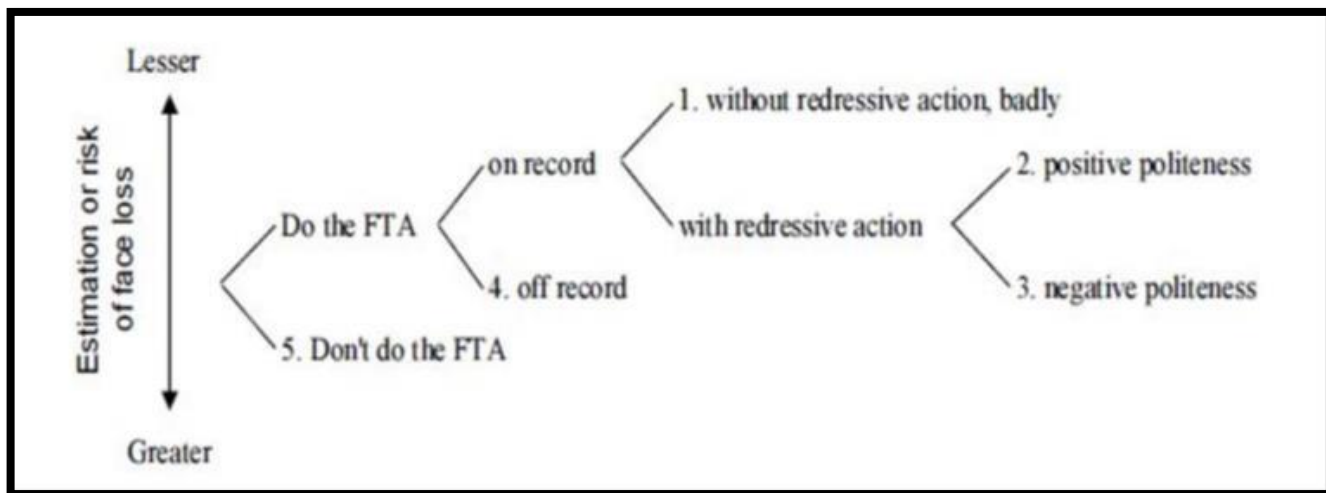 Lesser
Estimation or risk
of face loss
1. without redressive action, badly
on record
2. positive politeness
Do the FTA
with redressive action
4. off record
3. negative politeness
5. Don't do the FTA
Greater